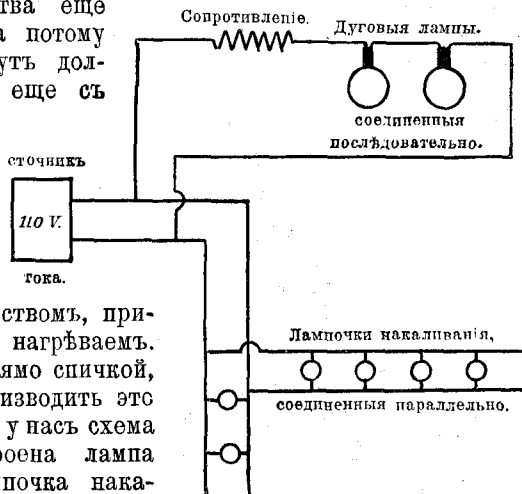 ства еще
а потому
утъ дол-
еще съ
Сопротивленіе.
Дуговыя лампы.
соединенныя
послѣдовательно.
сточникъ
110 V.
тока.
ствомъ, при-
нагрѣваемъ.
ямо спичкой,
изводить это
у насъ схема
роена лампа
почка нака-
Лампочки накаливанія,
соединенныя параллельно.